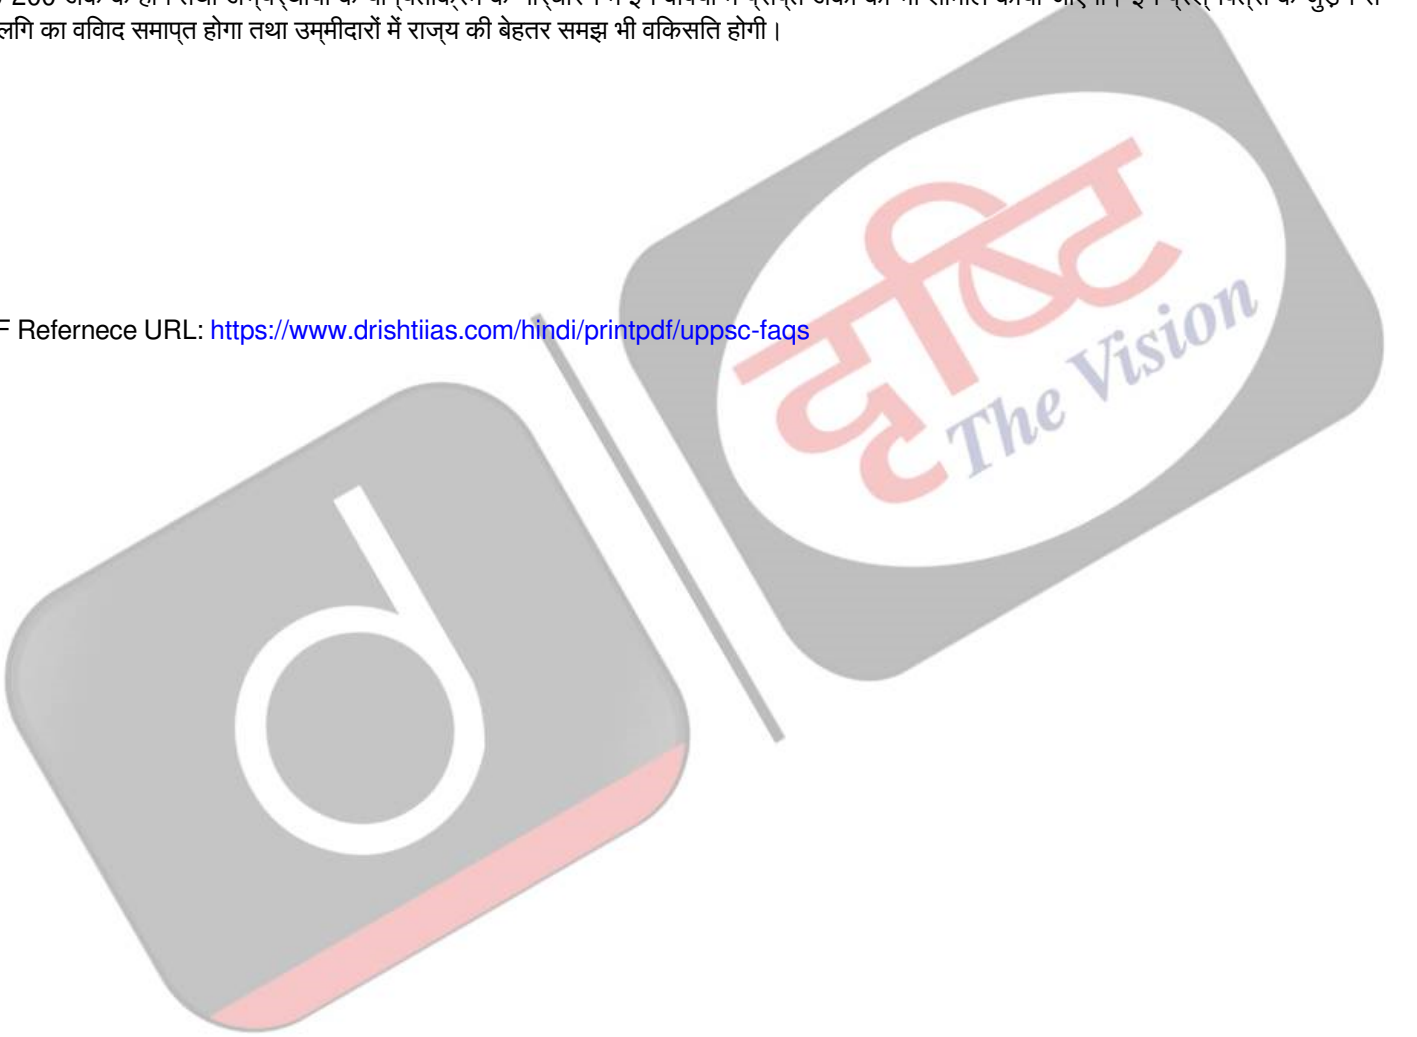 लगि का वविाद समाप्त होगा तथा उम्मीदारों में राज्य की बेहतर समझ भी वकिसति होगी।
F Refernece URL: https://www.drishtiias.com/hindi/printpdf/uppsc-faqs
दृष्टि
The Vision
d